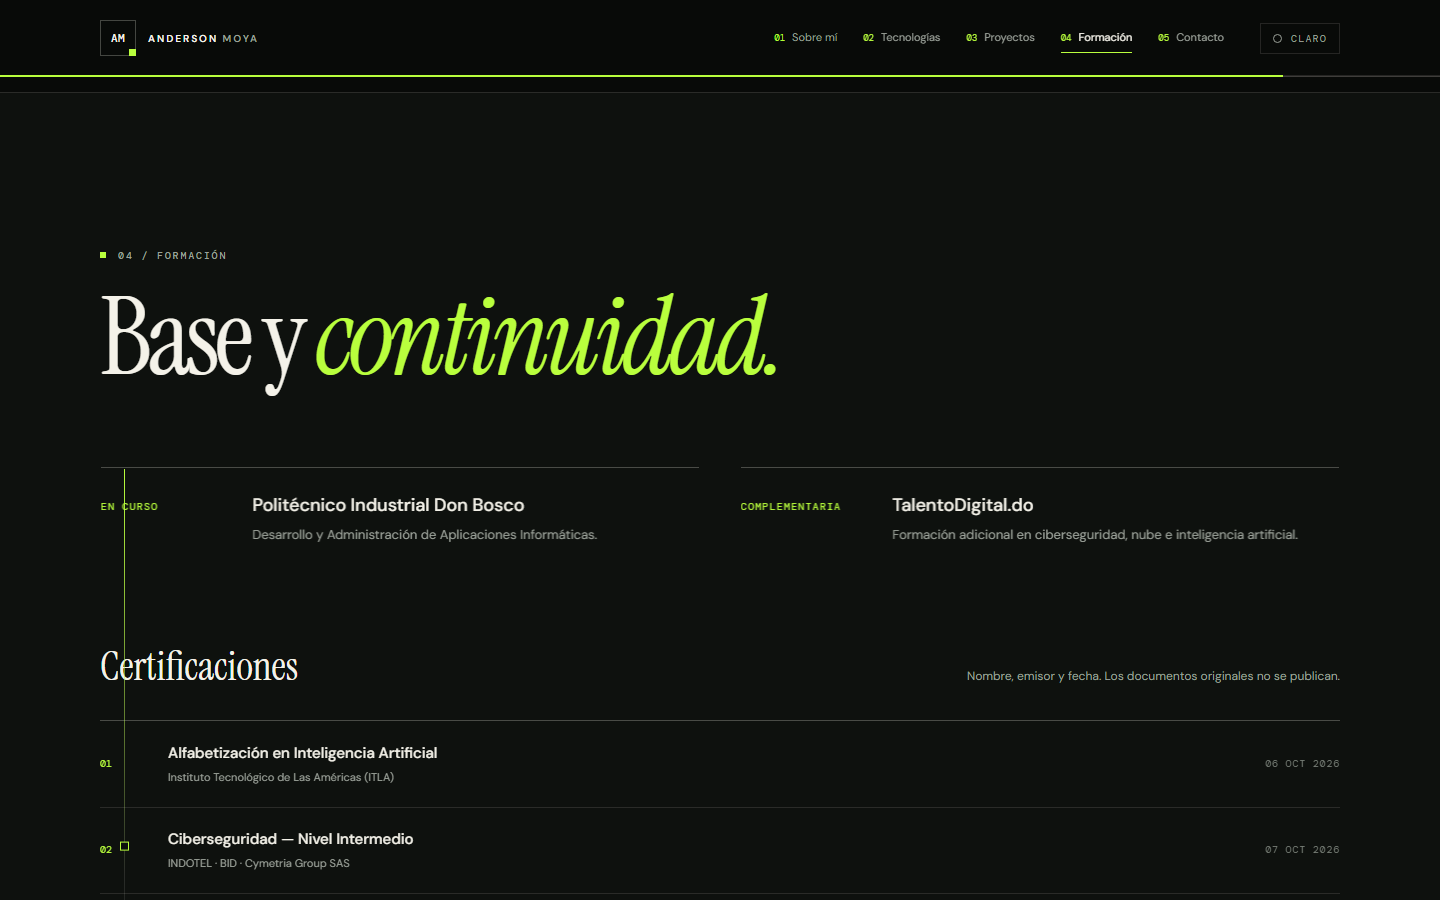 AM
ANDERSON MOYA
01 Sobre mí
02 Tecnologías
03 Proyectos
04 Formación
05 Contacto
CLARO
04 / FORMACIÓN
Base y continuidad.
EN CURSO
Politécnico Industrial Don Bosco
Desarrollo y Administración de Aplicaciones Informáticas.
COMPLEMENTARIA
TalentoDigital.do
Formación adicional en ciberseguridad, nube e inteligencia artificial.
Certificaciones
Nombre, emisor y fecha. Los documentos originales no se publican.
01
Alfabetización en Inteligencia Artificial
Instituto Tecnológico de Las Américas (ITLA)
06 OCT 2026
02
Ciberseguridad — Nivel Intermedio
INDOTEL · BID · Cymetria Group SAS
07 OCT 2026